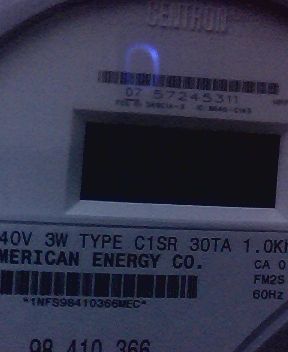 CENTRON
07 57245311
40V 3W TYPE C1SR 30TA 1.0K
MERICAN ENERGY CO.
CA 0
FM2S
60Hz
*1NFS98410366MEC*
98 410 366